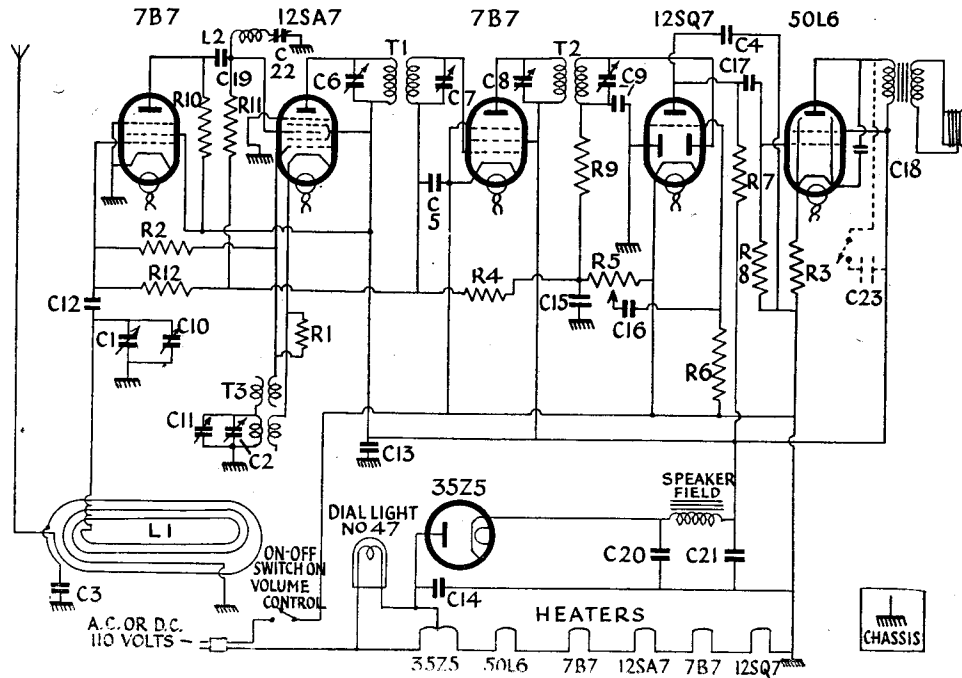 7B7
12SA7
7B7
12SQ7
50L6
L2
C
22
C19
R10
R11
C6
T1
C7
C8
T2
C9
C4
C17
C
5
R9
R7
C18
R2
R12
R4
R5
R
8
R3
C12
C1
C10
R1
C15
C16
C23
R6
T3
C11
C2
C13
35Z5
SPEAKER
FIELD
DIAL LIGHT
NO 47
L1
ON-OFF
SWITCH ON
VOLUME
CONTROL
C20
C21
C3
C14
A.C. OR D.C.
110 VOLTS
HEATERS
35Z5
50L6
7B7
12SA7
7B7
12SQ7
CHASSIS